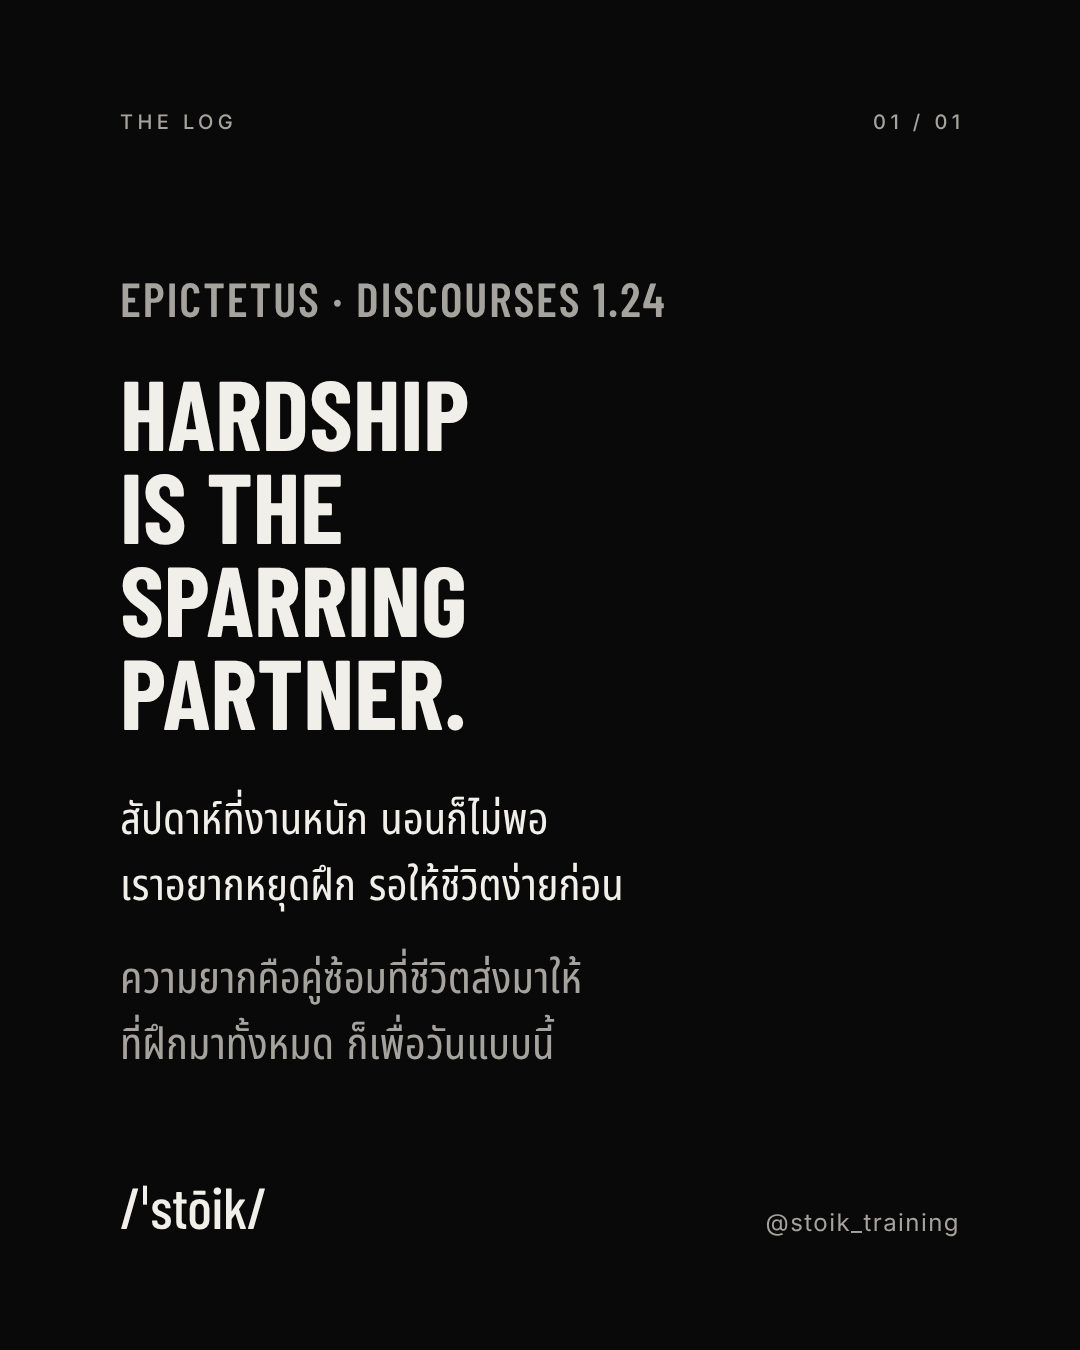 THE LOG
01 / 01
EPICTETUS · DISCOURSES 1.24
HARDSHIP
IS THE
SPARRING
PARTNER.
สัปดาห์ที่งานหนัก นอนก็ไม่พอ
เราอยากหยุดฝึก รอให้ชีวิตง่ายก่อน
ความยากคือคู่ซ้อมที่ชีวิตส่งมาให้
ที่ฝึกมาทั้งหมด ก็เพื่อวันแบบนี้
/ˈstōik/
@stoik_training